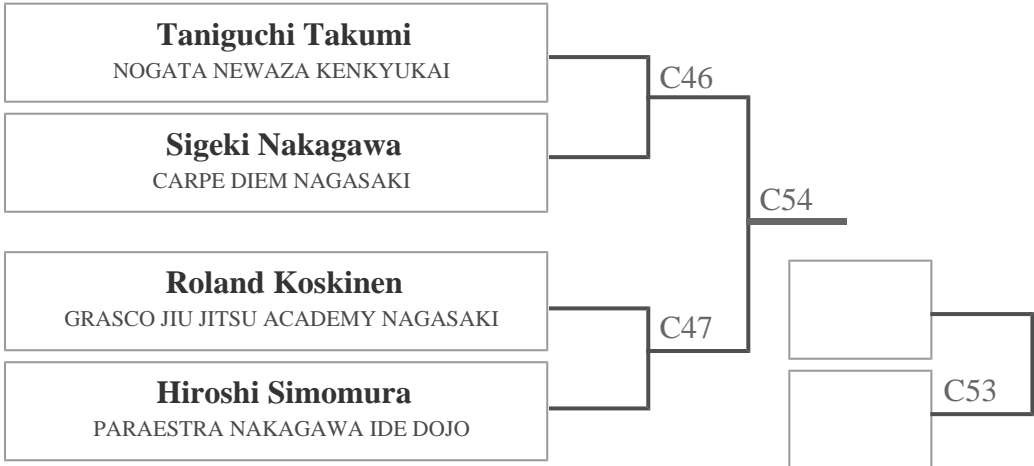 Taniguchi Takumi
NOGATA NEWAZA KENKYUKAI
C46
Sigeki Nakagawa
CARPE DIEM NAGASAKI
C54
Roland Koskinen
GRASCO JIU JITSU ACADEMY NAGASAKI
C47
Hiroshi Simomura
PARAESTRA NAKAGAWA IDE DOJO
C53